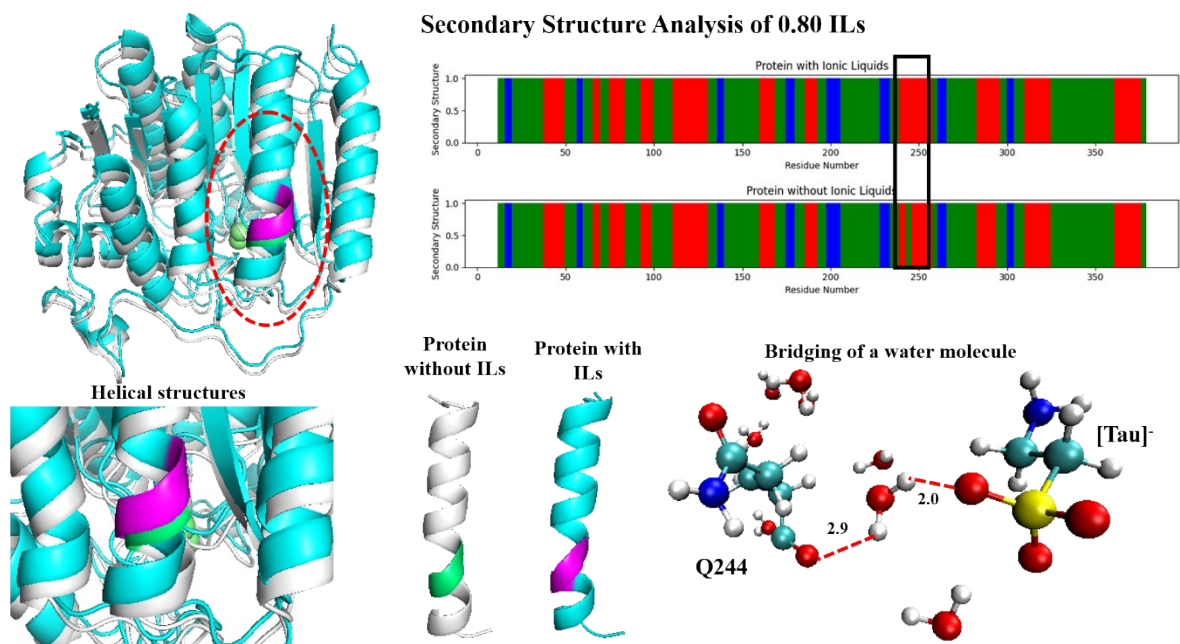 Secondary Structure Analysis of 0.80 ILs
Protein with Ionic Liquids
Secondary Structure
1.0
0.5
0.0
0 50 100 150 200 250 300 350
Residue Number
Protein without Ionic Liquids
Secondary Structure
1.0
0.5
0.0
0 50 100 150 200 250 300 350
Residue Number
Helical structures
Protein
without ILs
Protein with
ILs
Bridging of a water molecule
[Tau]-
2.0
2.9
Q244